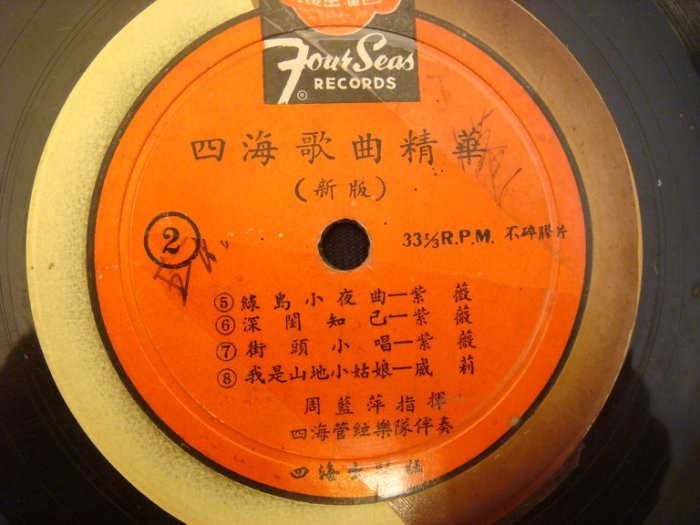 Four Seas
RECORDS
®
四海歌曲精華
(新版)
2
33⅓R.P.M. 不碎膠片
⑤綠島小夜曲—紫薇
⑥深閨知己—紫薇
⑦街頭小唱—紫薇
⑧我是山地小姑娘—威莉
周藍萍指揮
四海管絃樂隊伴奏
四海